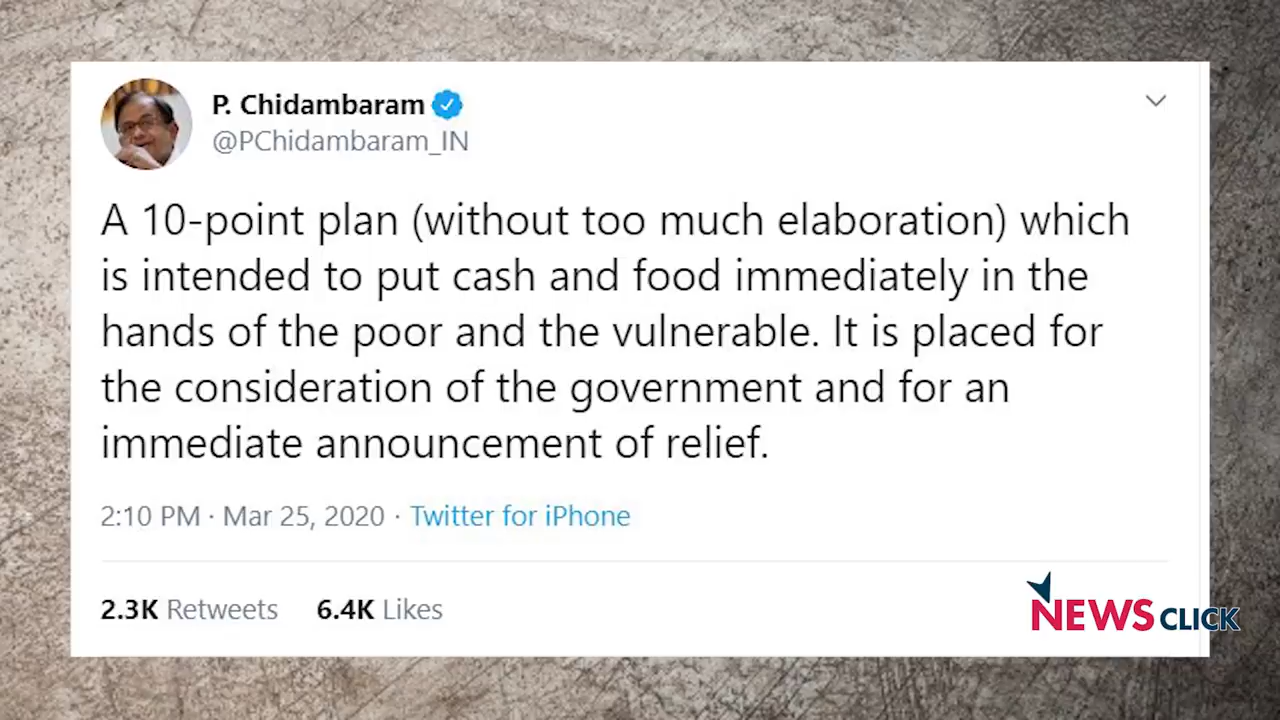 P. Chidambaram
@PChidambaram_IN
A 10-point plan (without too much elaboration) which
is intended to put cash and food immediately in the
hands of the poor and the vulnerable. It is placed for
the consideration of the government and for an
immediate announcement of relief.
2:10 PM · Mar 25, 2020 · Twitter for iPhone
2.3K Retweets 6.4K Likes
NEWSCLICK